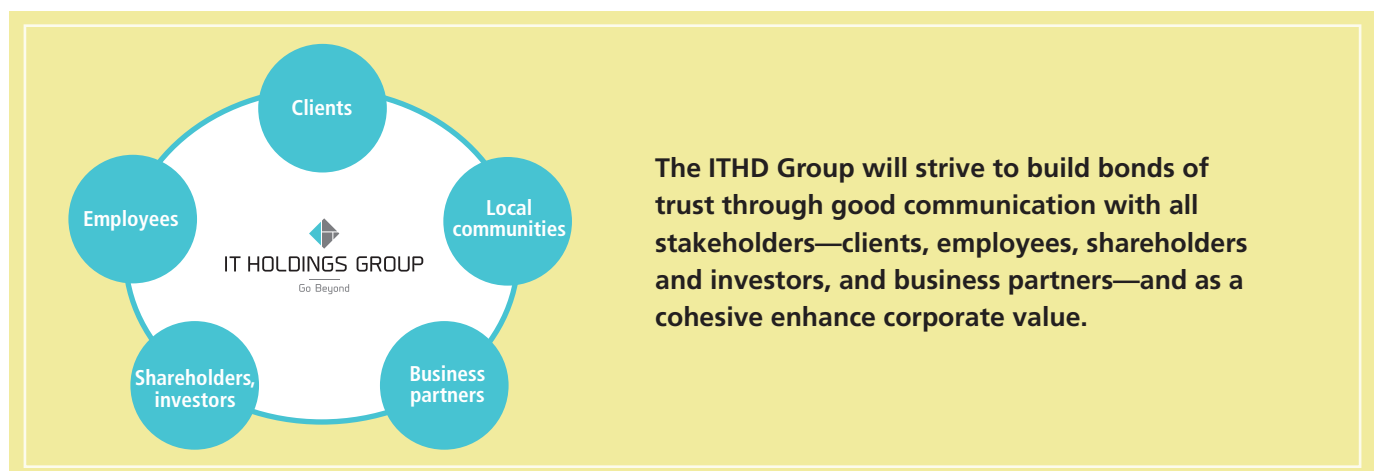 Clients
Employees
Local
communities
IT HOLDINGS GROUP
Go Beyond
Shareholders,
investors
Business
partners
The ITHD Group will strive to build bonds of
trust through good communication with all
stakeholders—clients, employees, shareholders
and investors, and business partners—and as a
cohesive enhance corporate value.